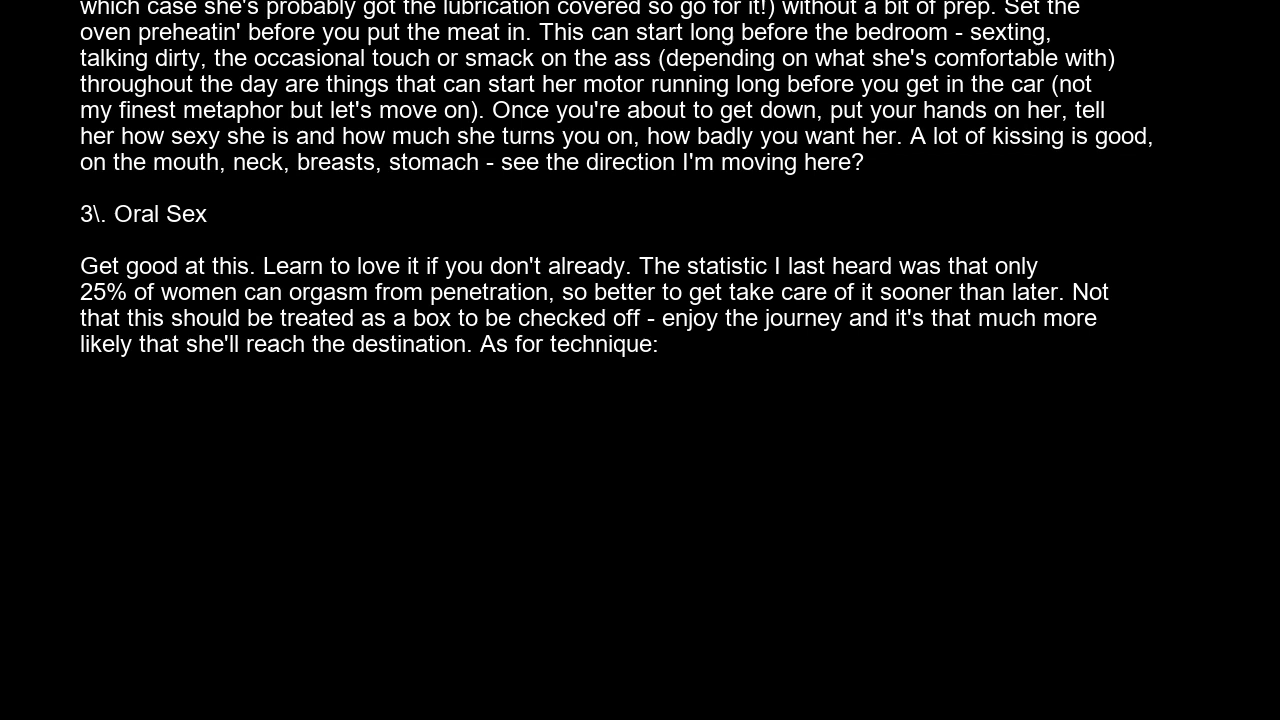 which case she's probably got the lubrication covered so go for it!) without a bit of prep. Set the
oven preheatin' before you put the meat in. This can start long before the bedroom - sexting,
talking dirty, the occasional touch or smack on the ass (depending on what she's comfortable with)
throughout the day are things that can start her motor running long before you get in the car (not
my finest metaphor but let's move on). Once you're about to get down, put your hands on her, tell
her how sexy she is and how much she turns you on, how badly you want her. A lot of kissing is good,
on the mouth, neck, breasts, stomach - see the direction I'm moving here?
3\. Oral Sex
Get good at this. Learn to love it if you don't already. The statistic I last heard was that only
25% of women can orgasm from penetration, so better to get take care of it sooner than later. Not
that this should be treated as a box to be checked off - enjoy the journey and it's that much more
likely that she'll reach the destination. As for technique: